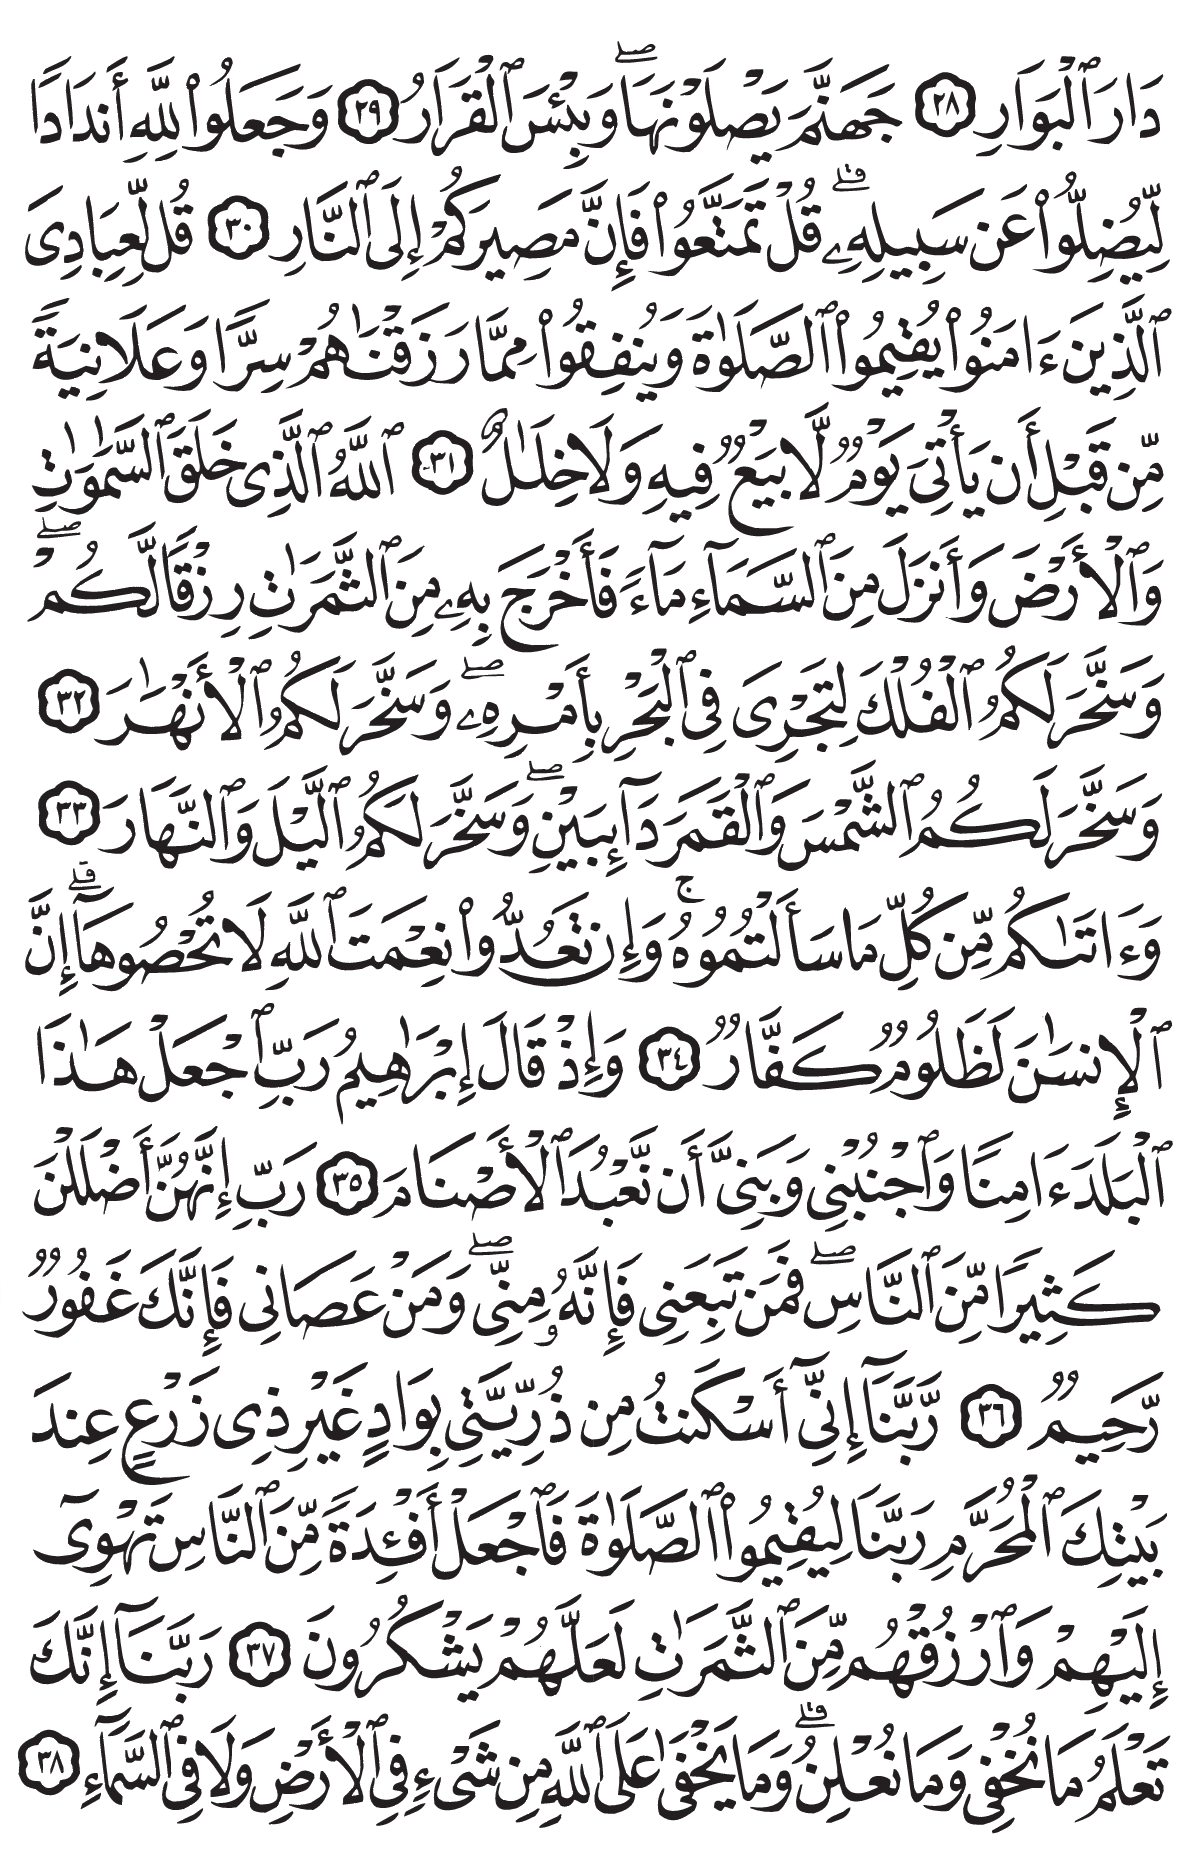 دَارَ ٱلْبَوَارِ ٢٨ جَهَنَّمَ يَصْلَوْنَهَاۖ وَبِئْسَ ٱلْقَرَارُ ٢٩ وَجَعَلُوا۟ لِلَّهِ أَندَادًا
لِّيُضِلُّوا۟ عَن سَبِيلِهِۦۗ قُلْ تَمَتَّعُوا۟ فَإِنَّ مَصِيرَكُمْ إِلَى ٱلنَّارِ ٣٠ قُل لِّعِبَادِىَ
ٱلَّذِينَ ءَامَنُوا۟ يُقِيمُوا۟ ٱلصَّلَوٰةَ وَيُنفِقُوا۟ مِمَّا رَزَقْنَـٰهُمْ سِرًّا وَعَلَانِيَةً
مِّن قَبْلِ أَن يَأْتِىَ يَوْمٌ لَّا بَيْعٌ فِيهِ وَلَا خِلَـٰلٌ ٣١ ٱللَّهُ ٱلَّذِى خَلَقَ ٱلسَّمَـٰوَٰتِ
وَٱلْأَرْضَ وَأَنزَلَ مِنَ ٱلسَّمَآءِ مَآءً فَأَخْرَجَ بِهِۦ مِنَ ٱلثَّمَرَٰتِ رِزْقًا لَّكُمْۖ
وَسَخَّرَ لَكُمُ ٱلْفُلْكَ لِتَجْرِىَ فِى ٱلْبَحْرِ بِأَمْرِهِۦۖ وَسَخَّرَ لَكُمُ ٱلْأَنْهَـٰرَ ٣٢
وَسَخَّرَ لَكُمُ ٱلشَّمْسَ وَٱلْقَمَرَ دَآئِبَيْنِۖ وَسَخَّرَ لَكُمُ ٱلَّيْلَ وَٱلنَّهَارَ ٣٣
وَءَاتَىٰكُم مِّن كُلِّ مَا سَأَلْتُمُوهُۚ وَإِن تَعُدُّوا۟ نِعْمَتَ ٱللَّهِ لَا تُحْصُوهَآۗ إِنَّ
ٱلْإِنسَـٰنَ لَظَلُومٌ كَفَّارٌ ٣٤ وَإِذْ قَالَ إِبْرَٰهِيمُ رَبِّ ٱجْعَلْ هَـٰذَا
ٱلْبَلَدَ ءَامِنًا وَٱجْنُبْنِى وَبَنِىَّ أَن نَّعْبُدَ ٱلْأَصْنَامَ ٣٥ رَبِّ إِنَّهُنَّ أَضْلَلْنَ
كَثِيرًا مِّنَ ٱلنَّاسِۖ فَمَن تَبِعَنِى فَإِنَّهُۥ مِنِّىۖ وَمَنْ عَصَانِى فَإِنَّكَ غَفُورٌ
رَّحِيمٌ ٣٦ رَّبَّنَآ إِنِّىٓ أَسْكَنتُ مِن ذُرِّيَّتِى بِوَادٍ غَيْرِ ذِى زَرْعٍ عِندَ
بَيْتِكَ ٱلْمُحَرَّمِ رَبَّنَا لِيُقِيمُوا۟ ٱلصَّلَوٰةَ فَٱجْعَلْ أَفْـِٔدَةً مِّنَ ٱلنَّاسِ تَهْوِىٓ
إِلَيْهِمْ وَٱرْزُقْهُم مِّنَ ٱلثَّمَرَٰتِ لَعَلَّهُمْ يَشْكُرُونَ ٣٧ رَبَّنَآ إِنَّكَ
تَعْلَمُ مَا نُخْفِى وَمَا نُعْلِنُۗ وَمَا يَخْفَىٰ عَلَى ٱللَّهِ مِن شَىْءٍ فِى ٱلْأَرْضِ وَلَا فِى ٱلسَّمَآءِ ٣٨